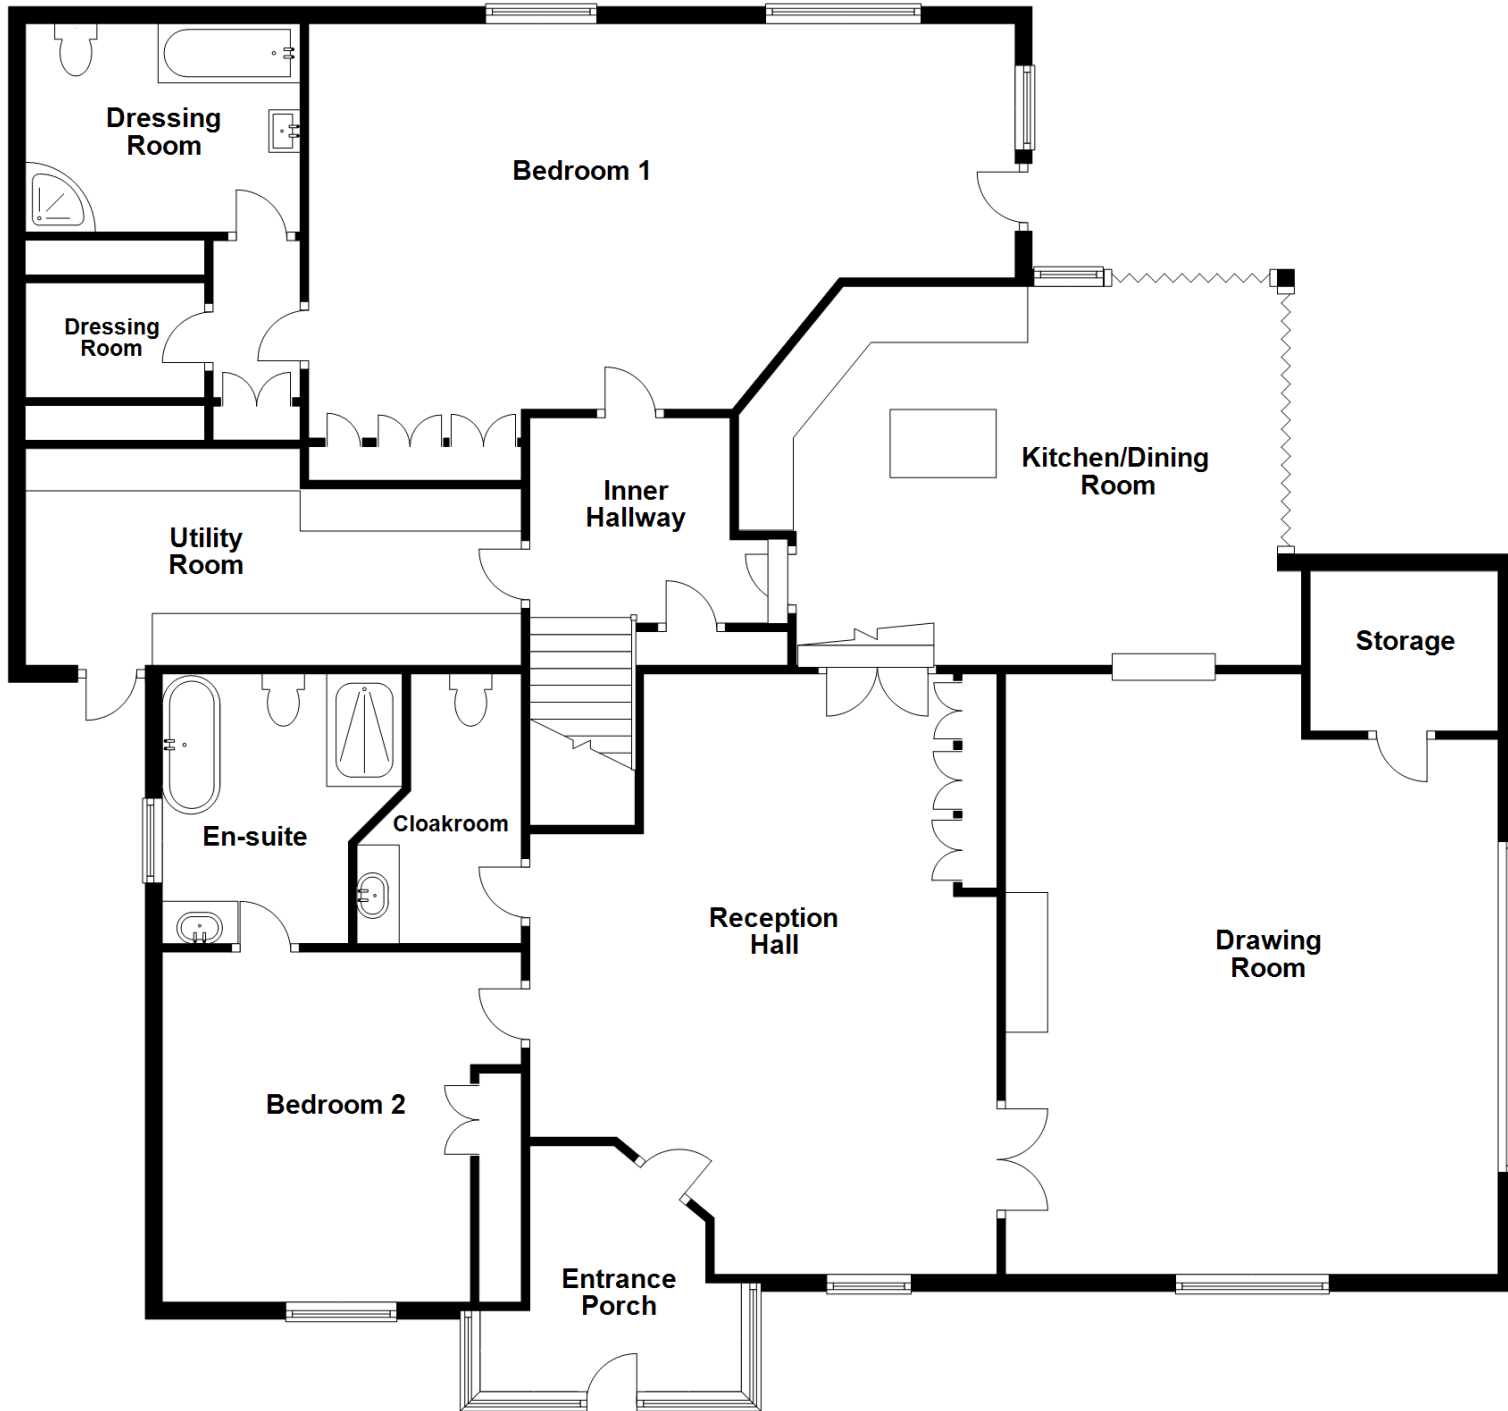 Dressing
Room
Bedroom 1
Dressing
Room
Kitchen/Dining
Room
Inner
Hallway
Utility
Room
Storage
En-suite
Cloakroom
Reception
Hall
Drawing
Room
Bedroom 2
Entrance
Porch